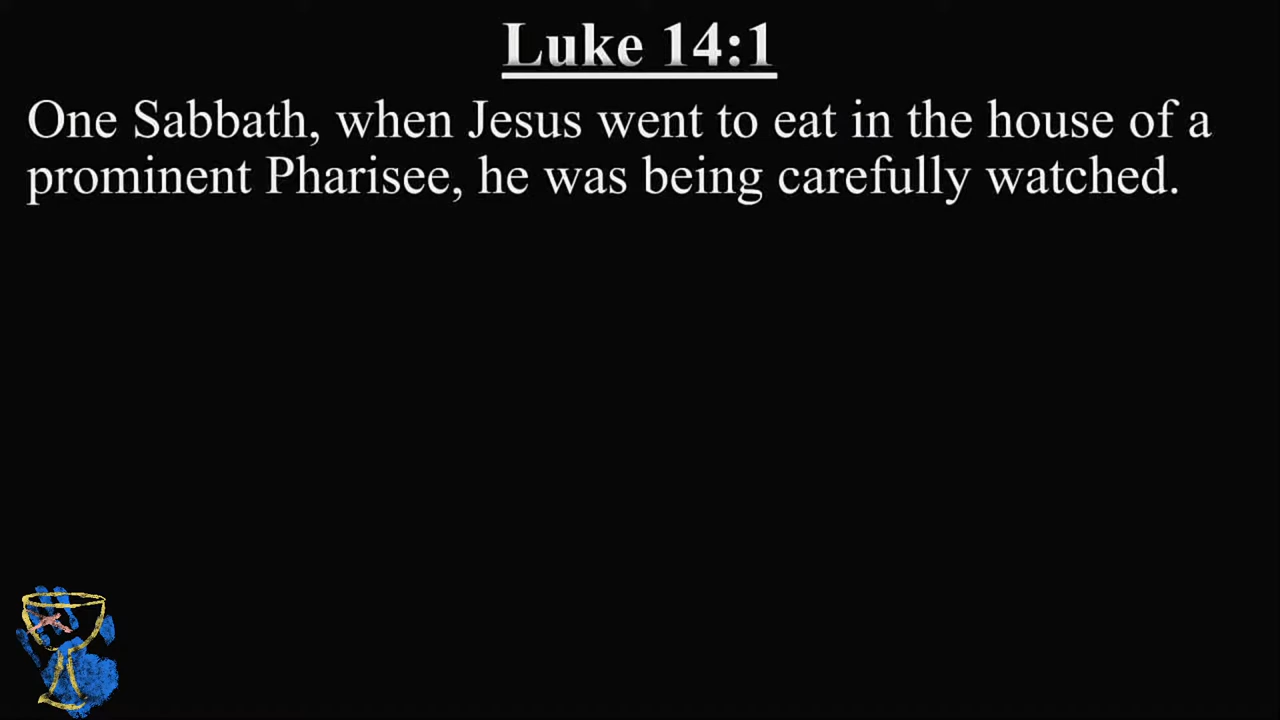 Luke 14:1
One Sabbath, when Jesus went to eat in the house of a
prominent Pharisee, he was being carefully watched.